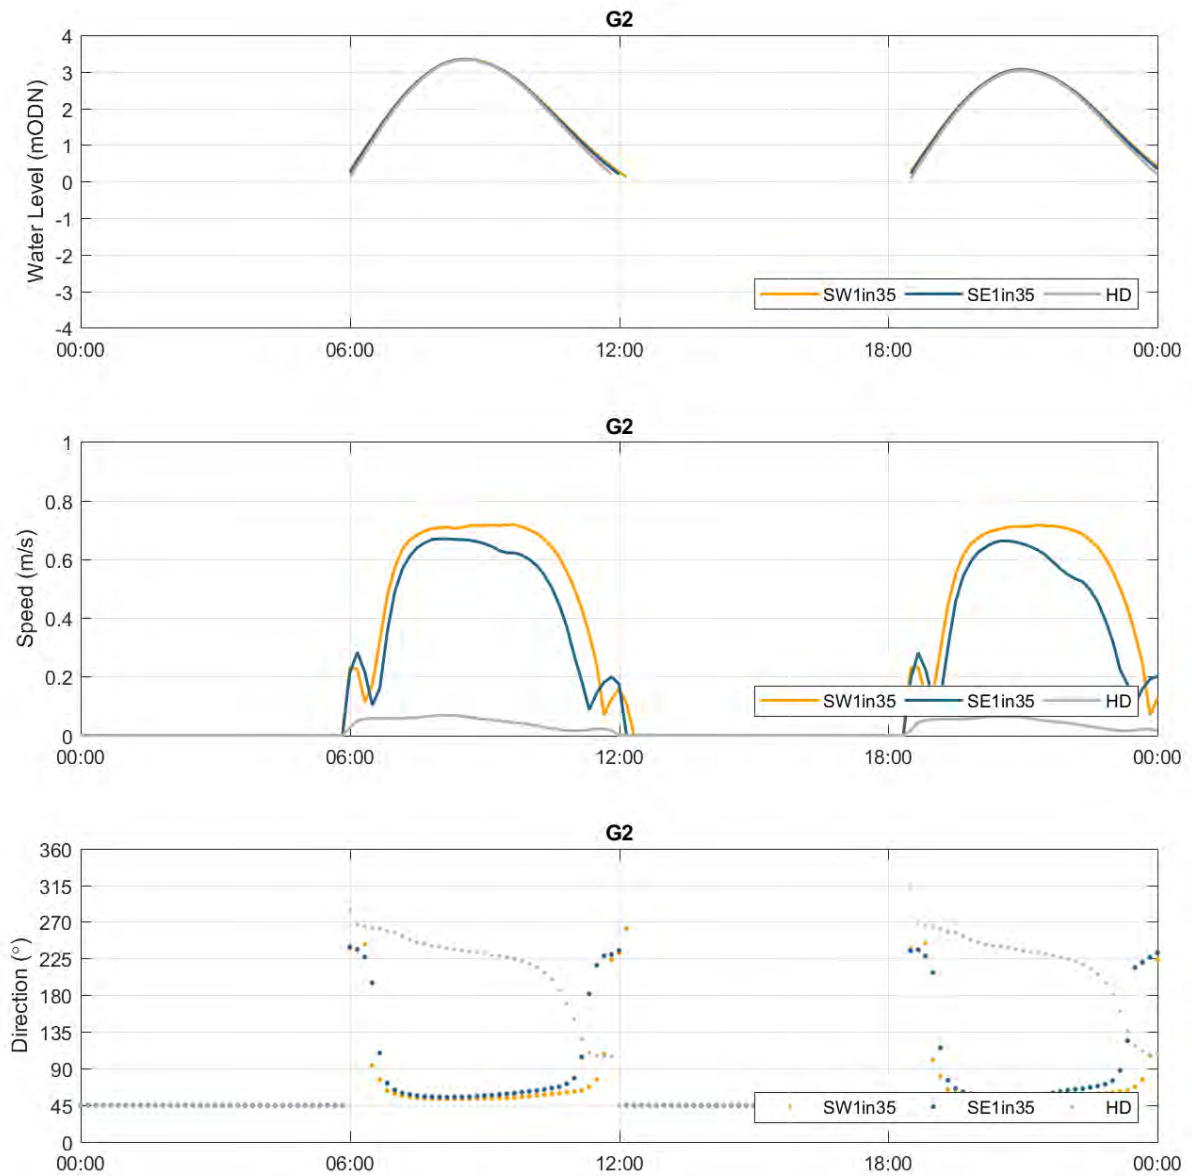 G2
4
3
2
1
0
-1
-2
-3
-4
Water Level (mODN)
SW1in35 SE1in35 HD
00:00 06:00 12:00 18:00 00:00
G2
1
0.8
0.6
0.4
0.2
0
Speed (m/s)
SW1in35 SE1in35 HD
00:00 06:00 12:00 18:00 00:00
G2
360
315
270
225
180
135
90
45
0
Direction (°)
SW1in35 SE1in35 HD
00:00 06:00 12:00 18:00 00:00